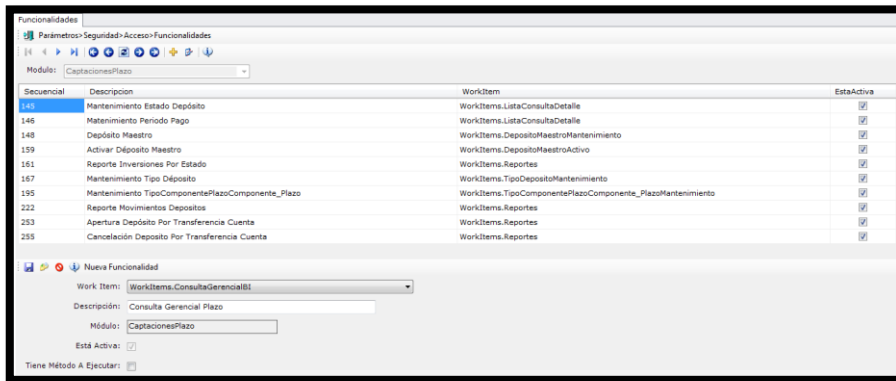 Funcionalidades
Parámetros>Seguridad>Acceso>Funcionalidades
Modulo: CaptacionesPlazo
Secuencial Descripcion WorkItem EstaActiva
145 Mantenimiento Estado Depósito WorkItems.ListaConsultaDetalle
146 Matenimiento Periodo Pago WorkItems.ListaConsultaDetalle
148 Depósito Maestro WorkItems.DepositoMaestroMantenimiento
159 Activar Déposito Maestro WorkItems.DepositoMaestroActivo
161 Reporte Inversiones Por Estado WorkItems.Reportes
167 Mantenimiento Tipo Déposito WorkItems.TipoDepositoMantenimiento
195 Mantenimiento TipoComponentePlazoComponente_Plazo WorkItems.TipoComponentePlazoComponente_PlazoMantenimiento
222 Reporte Movimientos Depositos WorkItems.Reportes
253 Apertura Depósito Por Transferencia Cuenta WorkItems.Reportes
255 Cancelación Deposito Por Transferencia Cuenta WorkItems.Reportes
Nueva Funcionalidad
Work Item: WorkItems.ConsultaGerencialBI
Descripción: Consulta Gerencial Plazo
Módulo: CaptacionesPlazo
Está Activa:
Tiene Método A Ejecutar: